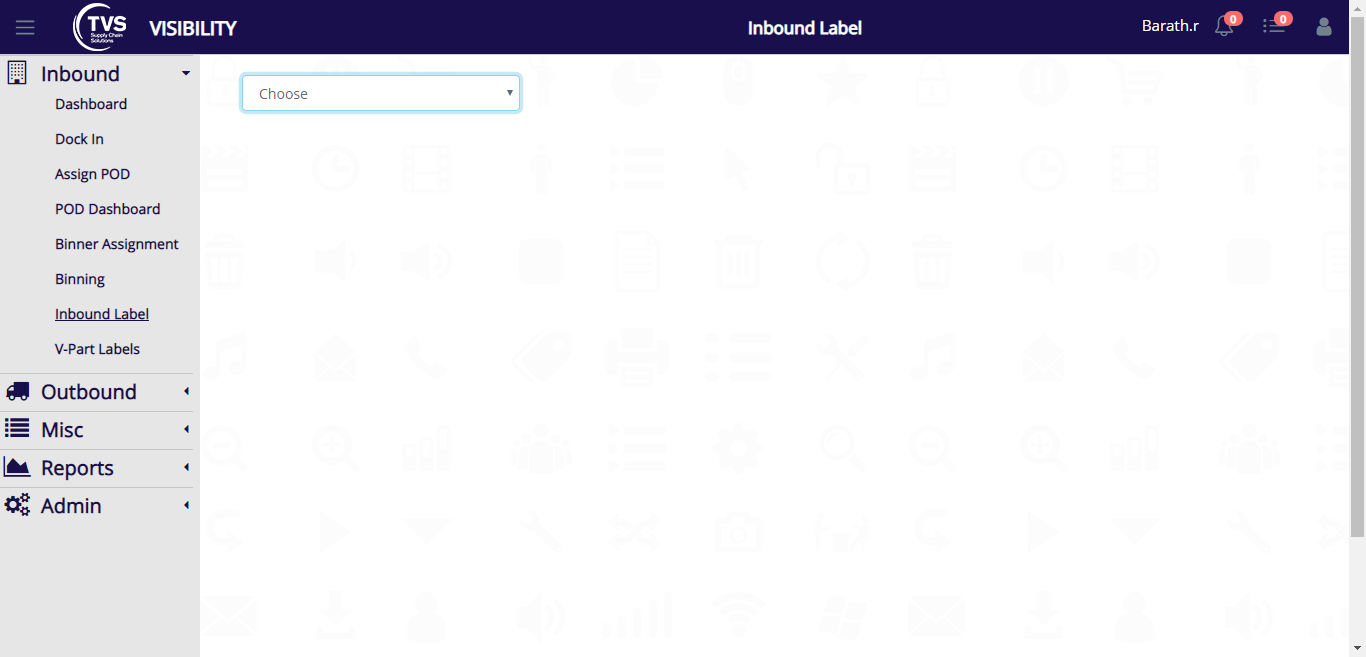 TVS
Supply Chain
Solutions
VISIBILITY
Inbound Label
Barath.r
0
0
Inbound
Dashboard
Dock In
Assign POD
POD Dashboard
Binner Assignment
Binning
Inbound Label
V-Part Labels
Outbound
Misc
Reports
Admin
Choose